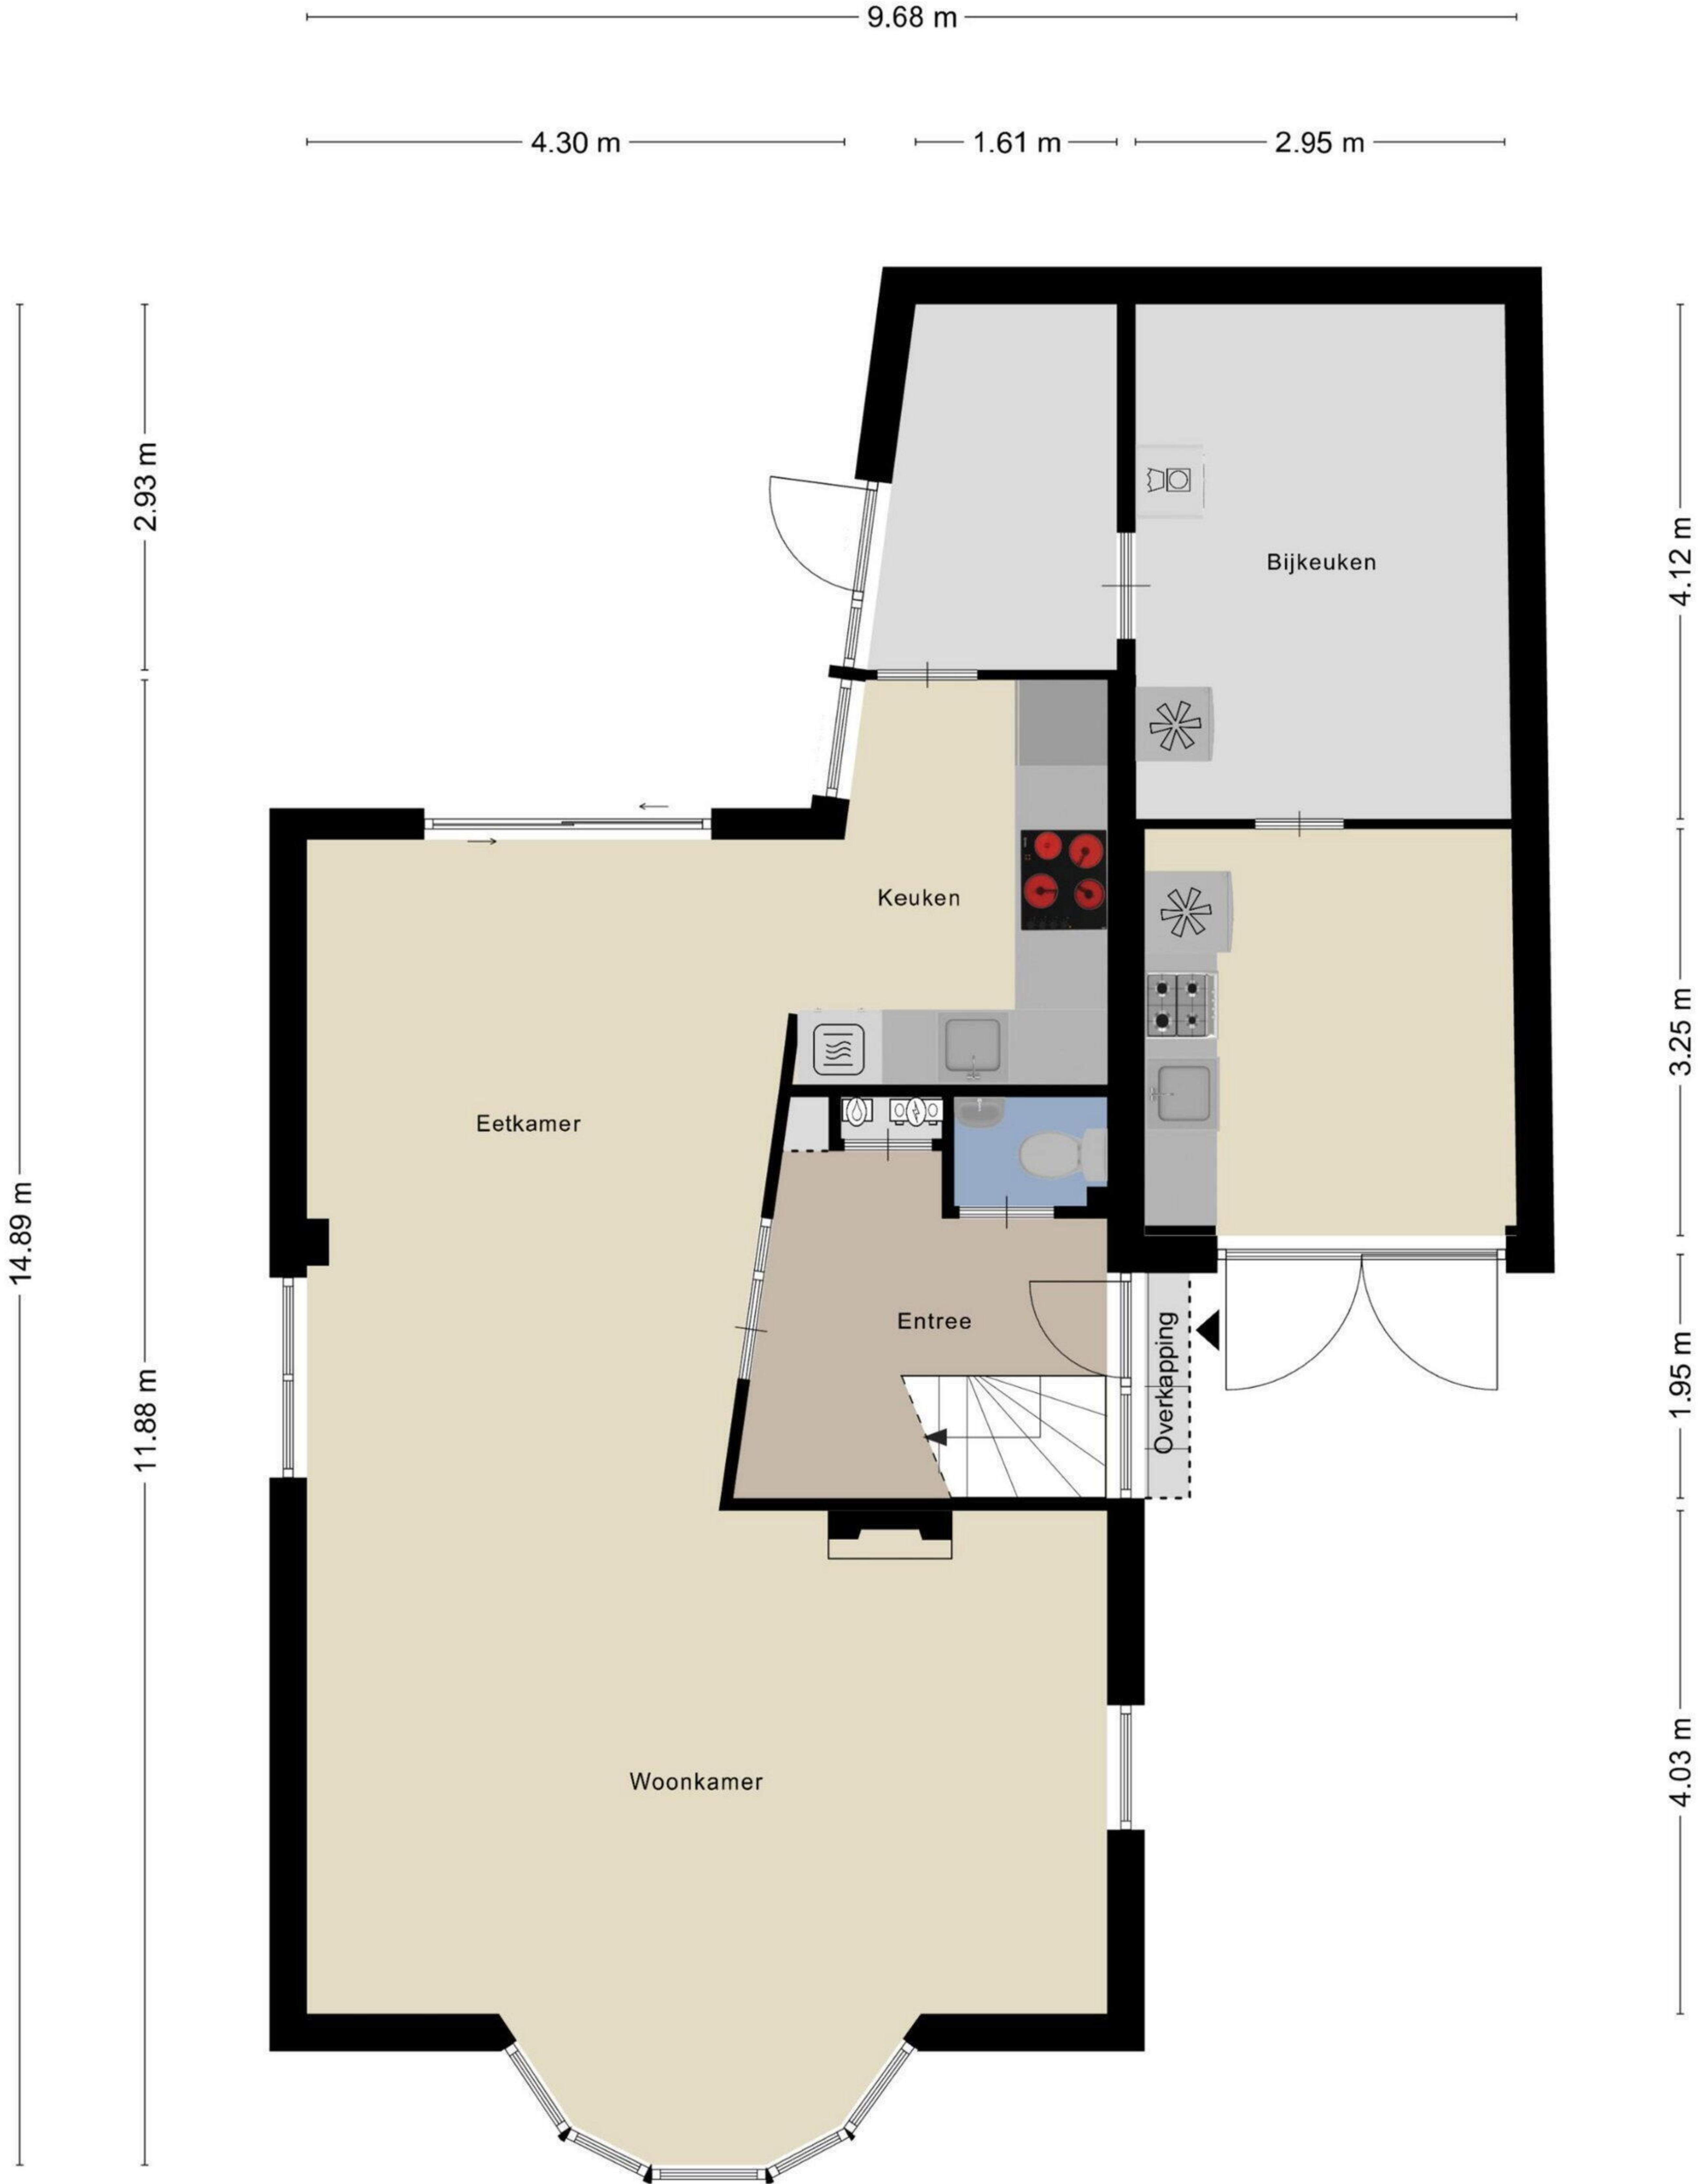 9.68 m
4.30 m
1.61 m
2.95 m
2.93 m
4.12 m
Bijkeuken
Keuken
3.25 m
Eetkamer
14.89 m
11.88 m
Entree
Overkapping
1.95 m
4.03 m
Woonkamer